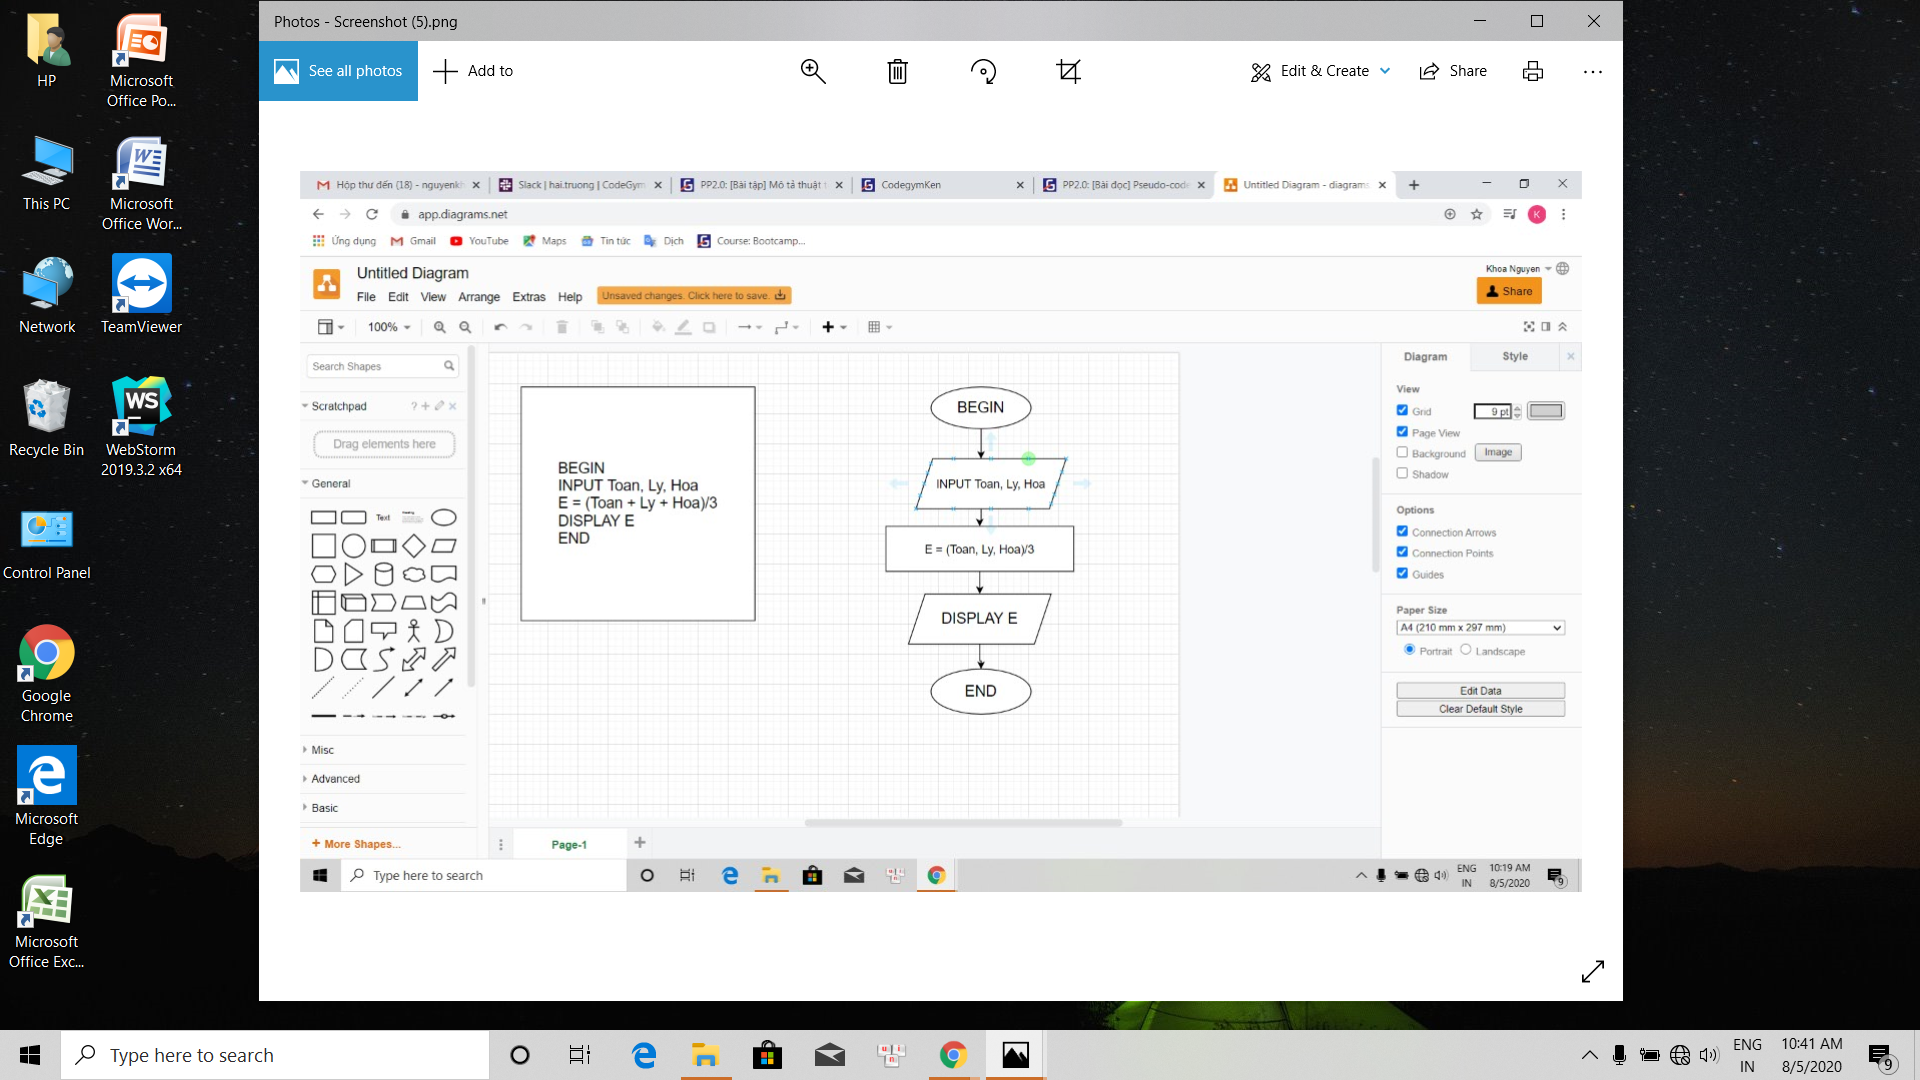 Photos - Screenshot (5).png
See all photos
Add to
Edit & Create
Share
HP
Microsoft
Office Po...
This PC
Microsoft
Office Wor...
Network
TeamViewer
Recycle Bin
WebStorm
2019.3.2 x64
WS
Control Panel
Google
Chrome
Microsoft
Edge
Microsoft
Office Exc...
Hộp thư đến (18) - nguyenkh
Slack | hai.truong | CodeGym
PP2.0: [Bài tập] Mô tả thuật t
CodegymKen
PP2.0: [Bài đọc] Pseudo-code
Untitled Diagram - diagrams
app.diagrams.net
K
Ứng dụng
Gmail
YouTube
Maps
Tin tức
Dịch
Course: Bootcamp...
Untitled Diagram
File Edit View Arrange Extras Help
Unsaved changes. Click here to save.
Khoa Nguyen
Share
100%
Search Shapes
Scratchpad
Drag elements here
General
Text
Misc
Advanced
Basic
+ More Shapes...
BEGIN
INPUT Toan, Ly, Hoa
E = (Toan + Ly + Hoa)/3
DISPLAY E
END
BEGIN
INPUT Toan, Ly, Hoa
E = (Toan, Ly, Hoa)/3
DISPLAY E
END
Page-1
Diagram
Style
View
Grid
9 pt
Page View
Background
Image
Shadow
Options
Connection Arrows
Connection Points
Guides
Paper Size
A4 (210 mm x 297 mm)
Portrait
Landscape
Edit Data
Clear Default Style
Type here to search
ENG
IN
10:19 AM
8/5/2020
9
Type here to search
ENG
IN
10:41 AM
8/5/2020
9